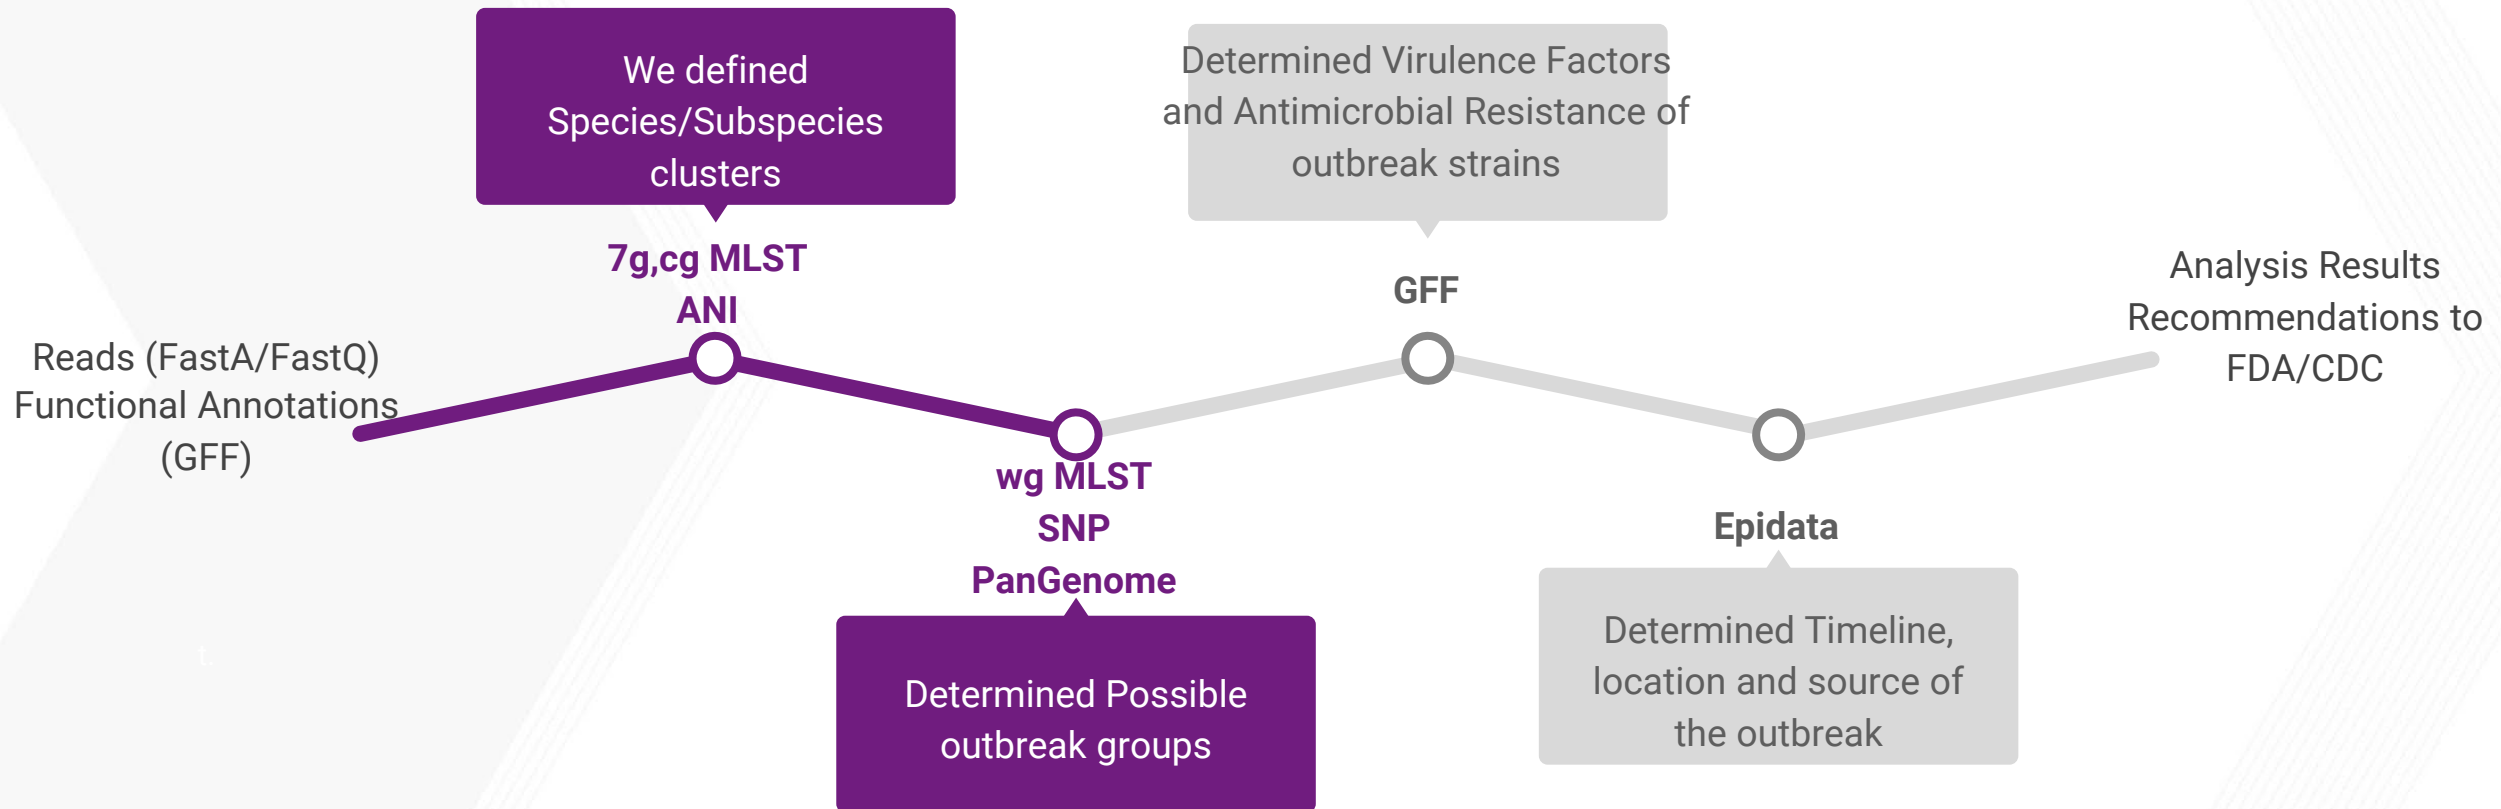 We defined
Species/Subspecies
clusters
7g,cg MLST
ANI
Reads (FastA/FastQ)
Functional Annotations
(GFF)
t.
wg MLST
SNP
PanGenome
Determined Possible
outbreak groups
Determined Virulence Factors
and Antimicrobial Resistance of
outbreak strains
GFF
Epidata
Determined Timeline,
location and source of
the outbreak
Analysis Results
Recommendations to
FDA/CDC